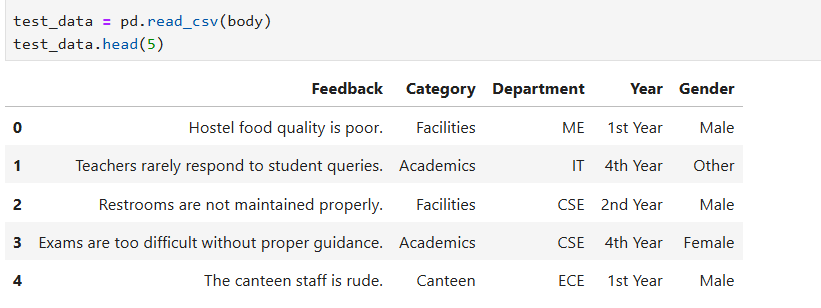 test_data = pd.read_csv(body)
test_data.head(5)
Feedback Category Department Year Gender
0 Hostel food quality is poor. Facilities ME 1st Year Male
1 Teachers rarely respond to student queries. Academics IT 4th Year Other
2 Restrooms are not maintained properly. Facilities CSE 2nd Year Male
3 Exams are too difficult without proper guidance. Academics CSE 4th Year Female
4 The canteen staff is rude. Canteen ECE 1st Year Male